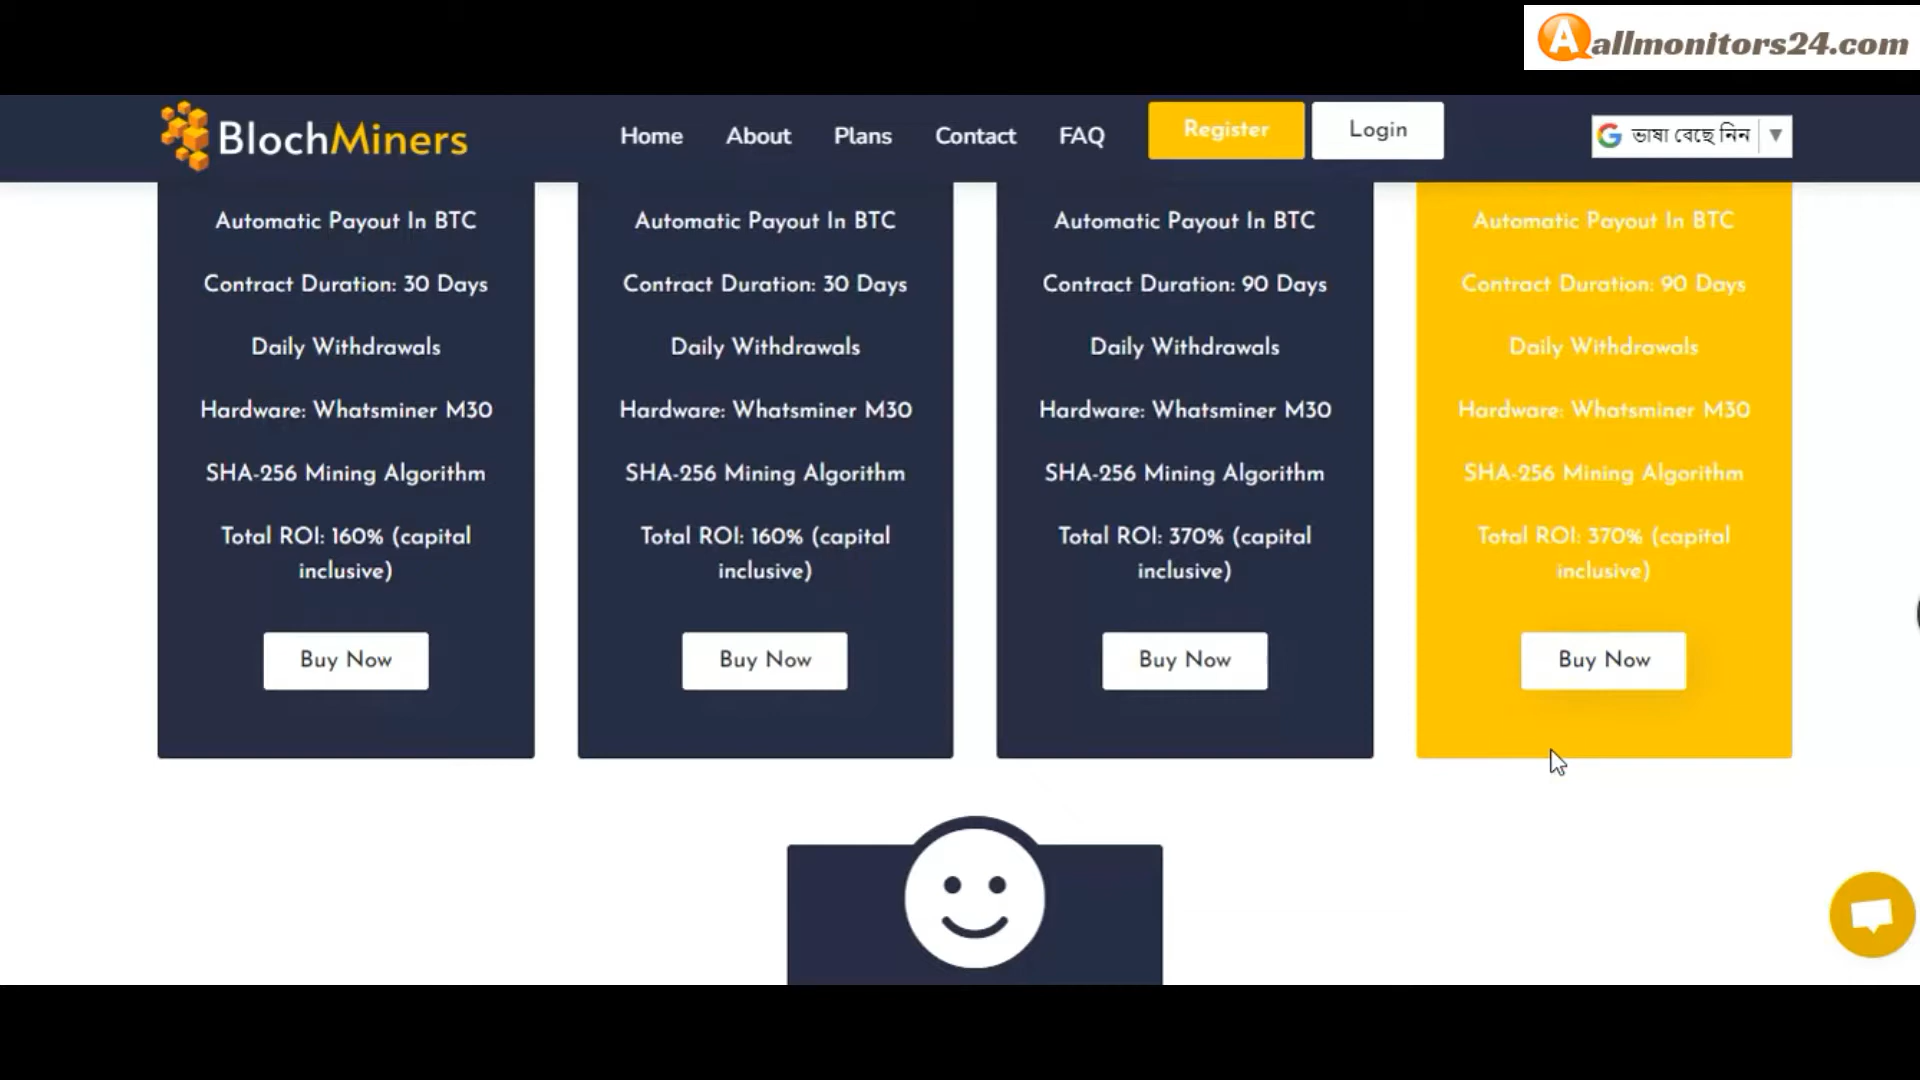 allmonitors24.com
BlochMiners
Home
About
Plans
Contact
FAQ
Register
Login
ভাষা বেছে নিন
Automatic Payout In BTC
Contract Duration: 30 Days
Daily Withdrawals
Hardware: Whatsminer M30
SHA-256 Mining Algorithm
Total ROI: 160% (capital
inclusive)
Buy Now
Automatic Payout In BTC
Contract Duration: 30 Days
Daily Withdrawals
Hardware: Whatsminer M30
SHA-256 Mining Algorithm
Total ROI: 160% (capital
inclusive)
Buy Now
Automatic Payout In BTC
Contract Duration: 90 Days
Daily Withdrawals
Hardware: Whatsminer M30
SHA-256 Mining Algorithm
Total ROI: 370% (capital
inclusive)
Buy Now
Automatic Payout In BTC
Contract Duration: 90 Days
Daily Withdrawals
Hardware: Whatsminer M30
SHA-256 Mining Algorithm
Total ROI: 370% (capital
inclusive)
Buy Now